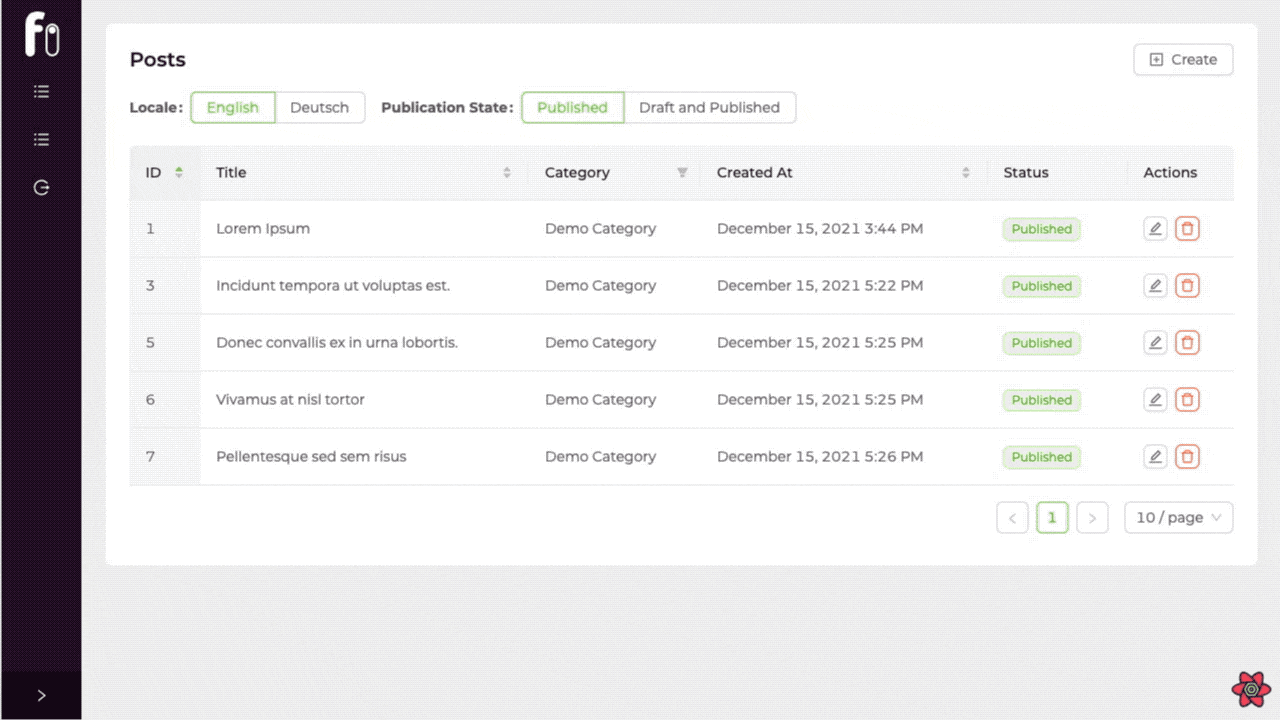 Posts
Create
Locale: English Deutsch Publication State: Published Draft and Published
ID Title Category Created At Status Actions
1 Lorem Ipsum Demo Category December 15, 2021 3:44 PM Published
3 Incidunt tempora ut voluptas est. Demo Category December 15, 2021 5:22 PM Published
5 Donec convallis ex in urna lobortis. Demo Category December 15, 2021 5:25 PM Published
6 Vivamus at nisl tortor Demo Category December 15, 2021 5:25 PM Published
7 Pellentesque sed sem risus Demo Category December 15, 2021 5:26 PM Published
1 10 / page